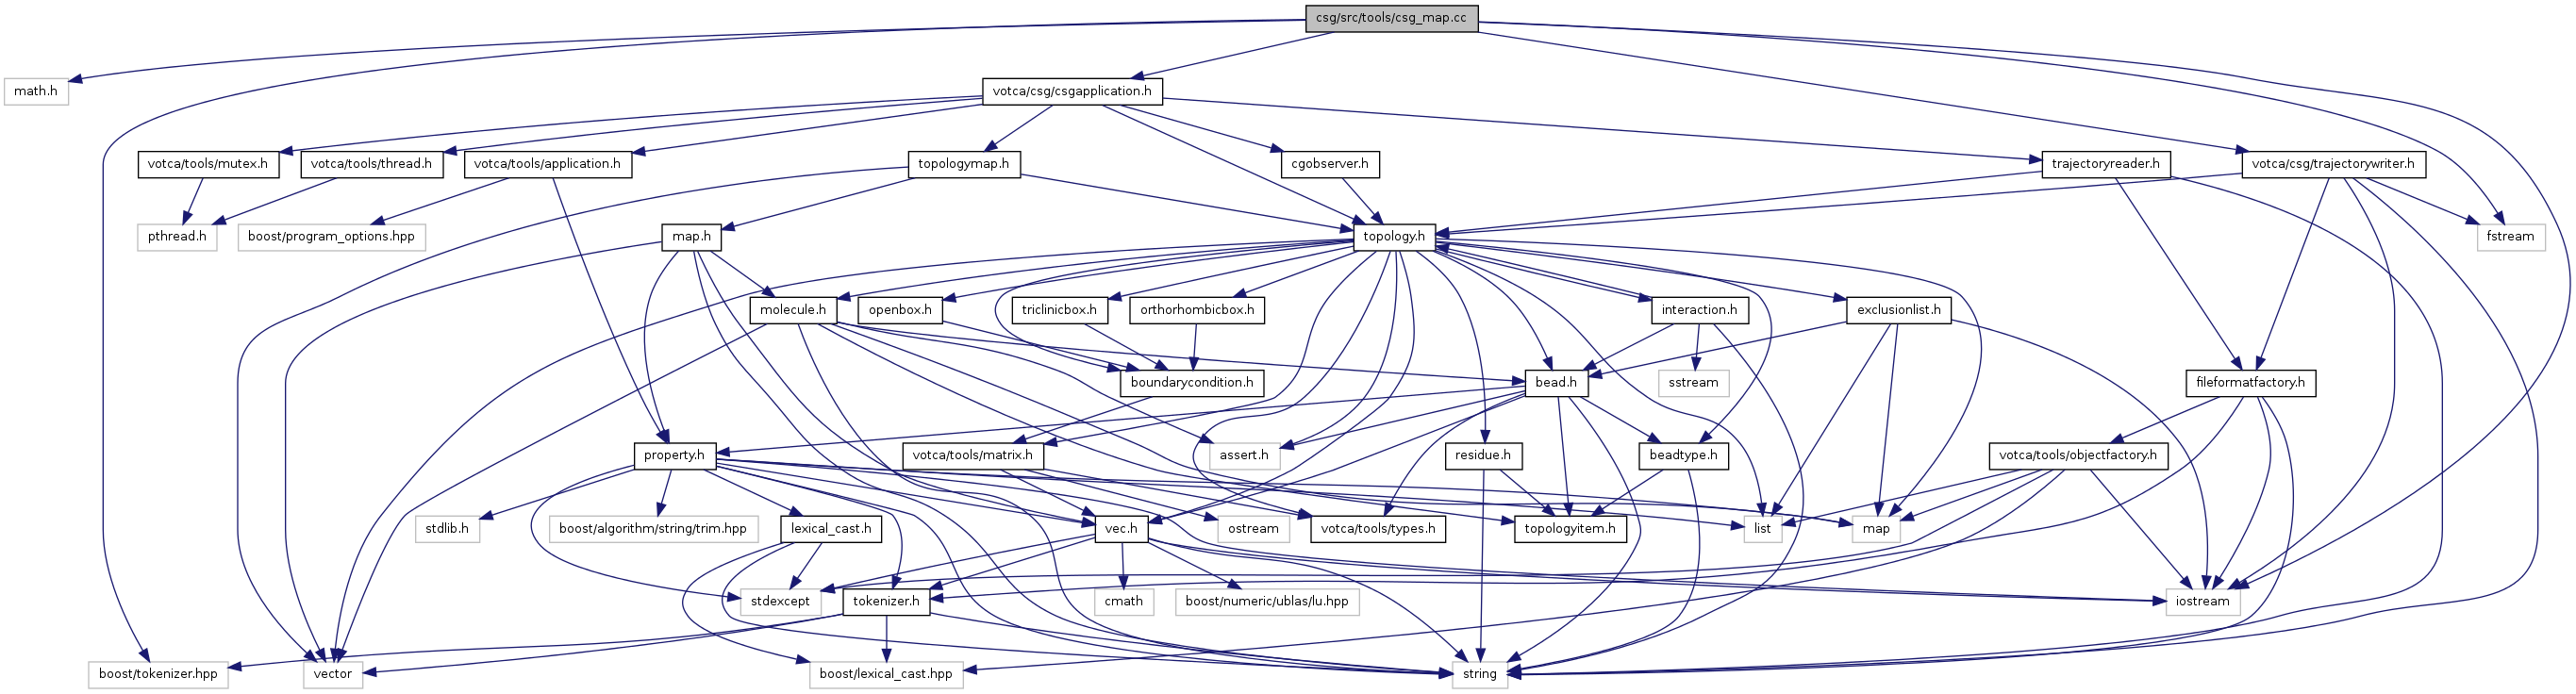 csg/src/tools/csg_map.cc
math.h
votca/csg/csgapplication.h
votca/tools/mutex.h
votca/tools/thread.h
votca/tools/application.h
topologymap.h
cgobserver.h
trajectoryreader.h
votca/csg/trajectorywriter.h
pthread.h
boost/program_options.hpp
map.h
topology.h
fstream
molecule.h
openbox.h
triclinicbox.h
orthorhombicbox.h
interaction.h
exclusionlist.h
boundarycondition.h
bead.h
sstream
fileformatfactory.h
property.h
votca/tools/matrix.h
assert.h
residue.h
beadtype.h
votca/tools/objectfactory.h
stdlib.h
boost/algorithm/string/trim.hpp
lexical_cast.h
vec.h
ostream
votca/tools/types.h
topologyitem.h
list
map
stdexcept
tokenizer.h
cmath
boost/numeric/ublas/lu.hpp
iostream
boost/tokenizer.hpp
vector
boost/lexical_cast.hpp
string